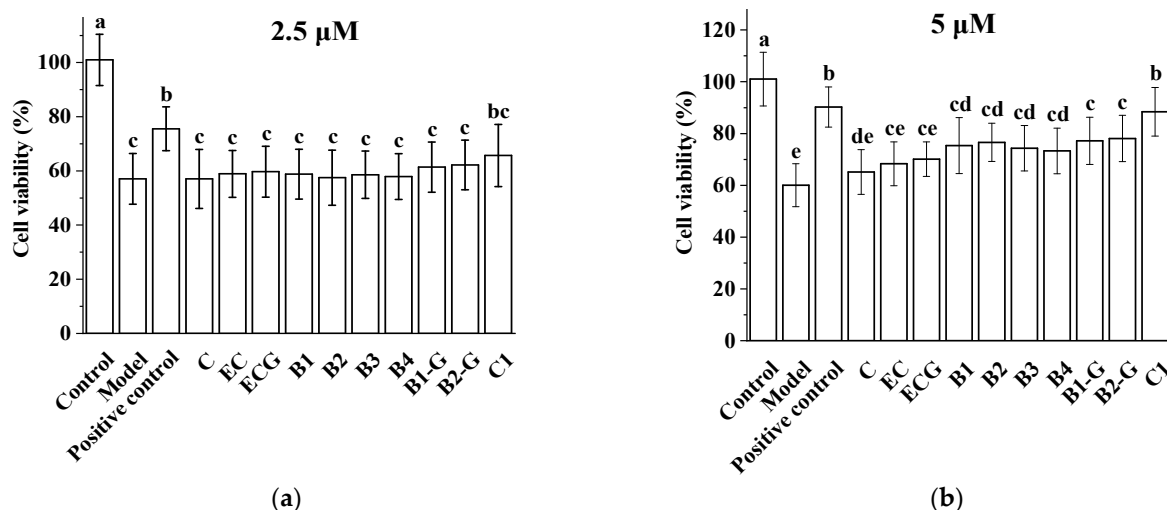 2.5 μM
Cell viability (%)
100
80
60
40
20
0
a
c
b
c
c
c
c
c
c
c
c
c
bc
Control
Model
Positive control
C
EC
ECG
B1
B2
B3
B4
B1-G
B2-G
C1
(a)
5 μM
Cell viability (%)
120
100
80
60
40
20
0
a
e
b
de
ce
ce
cd
cd
cd
cd
c
c
b
Control
Model
Positive control
C
EC
ECG
B1
B2
B3
B4
B1-G
B2-G
C1
(b)